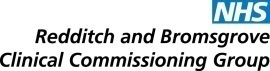 NHS
Redditch and Bromsgrove
Clinical Commissioning Group